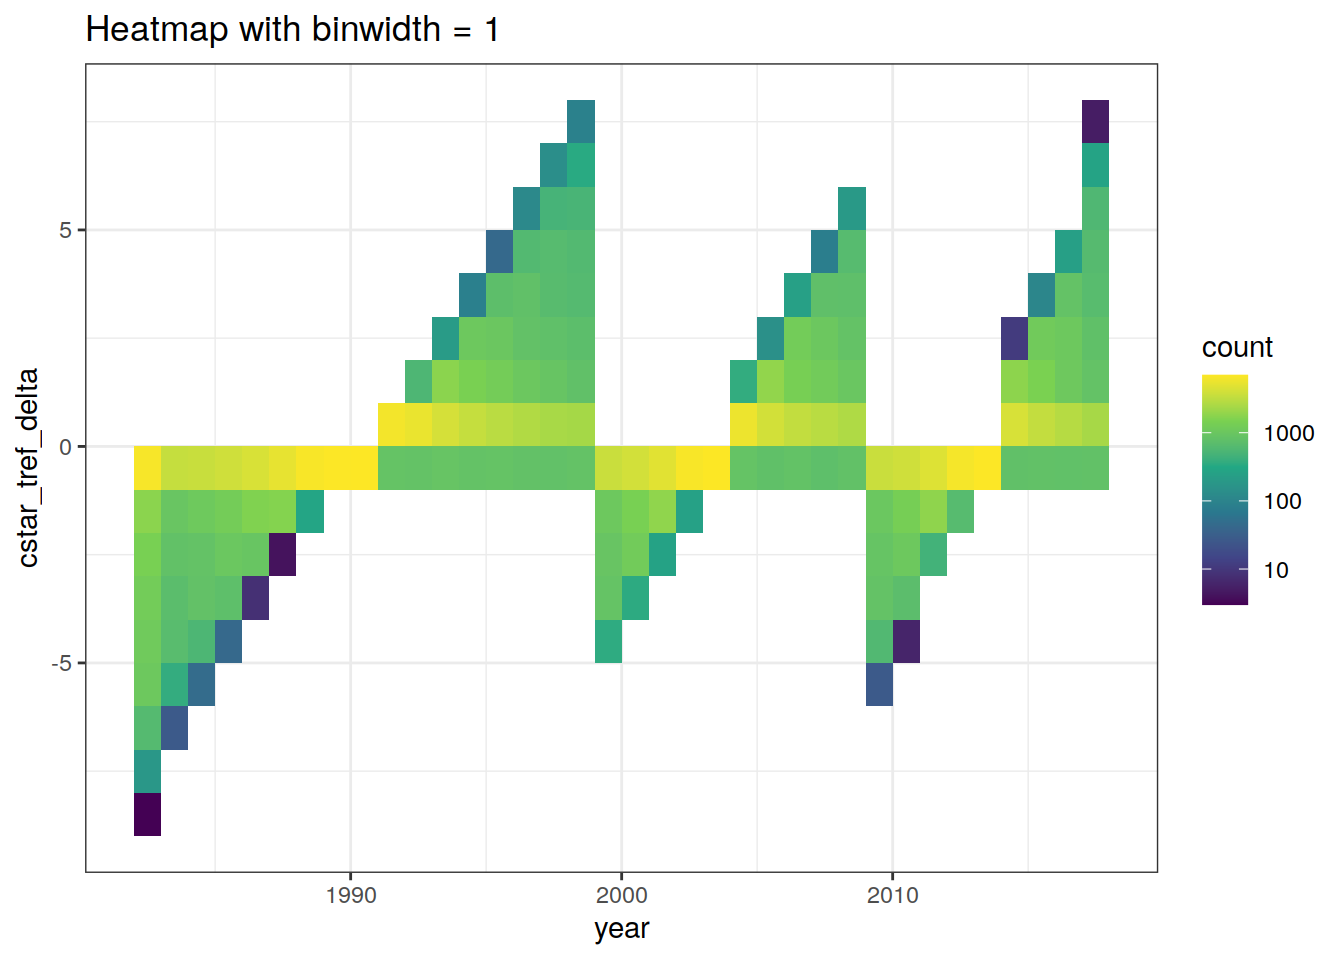 Heatmap with binwidth = 1
5
0
-5
cstar_tref_delta
1990
2000
2010
year
count
1000
100
10